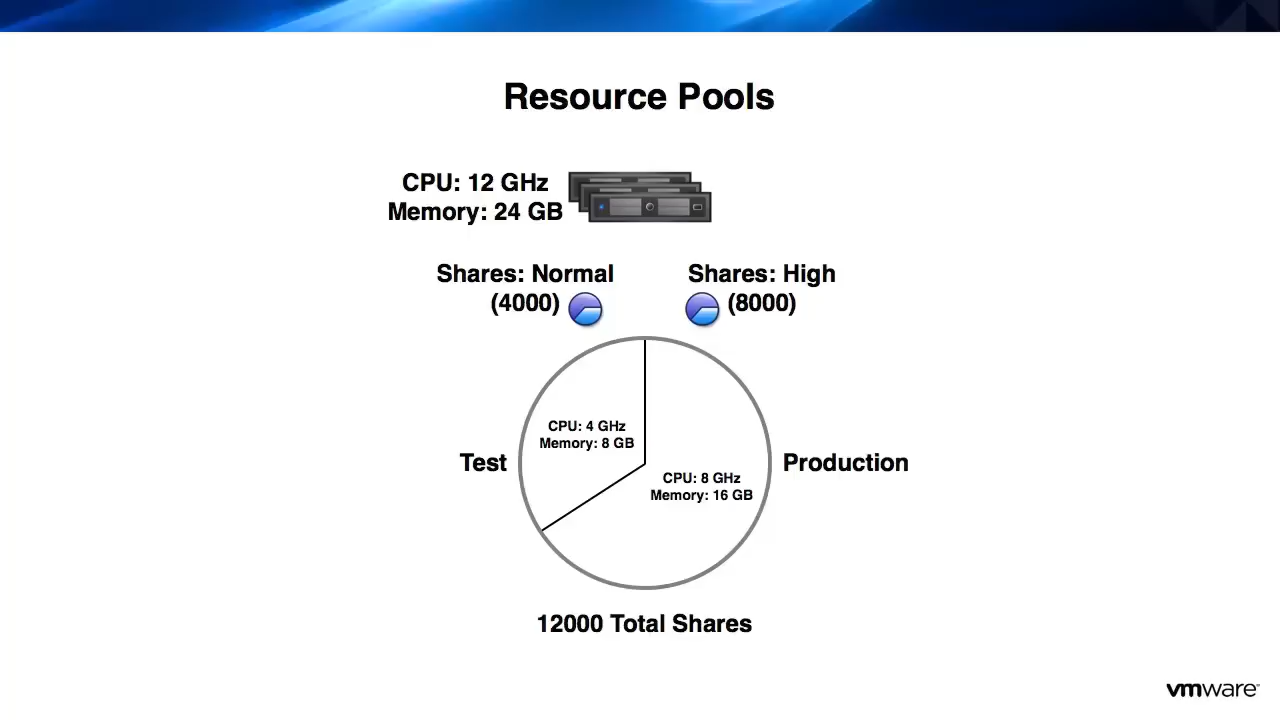 Resource Pools
CPU: 12 GHz
Memory: 24 GB
Shares: Normal
(4000)
Shares: High
(8000)
CPU: 4 GHz
Memory: 8 GB
Test
Production
CPU: 8 GHz
Memory: 16 GB
12000 Total Shares
vmware